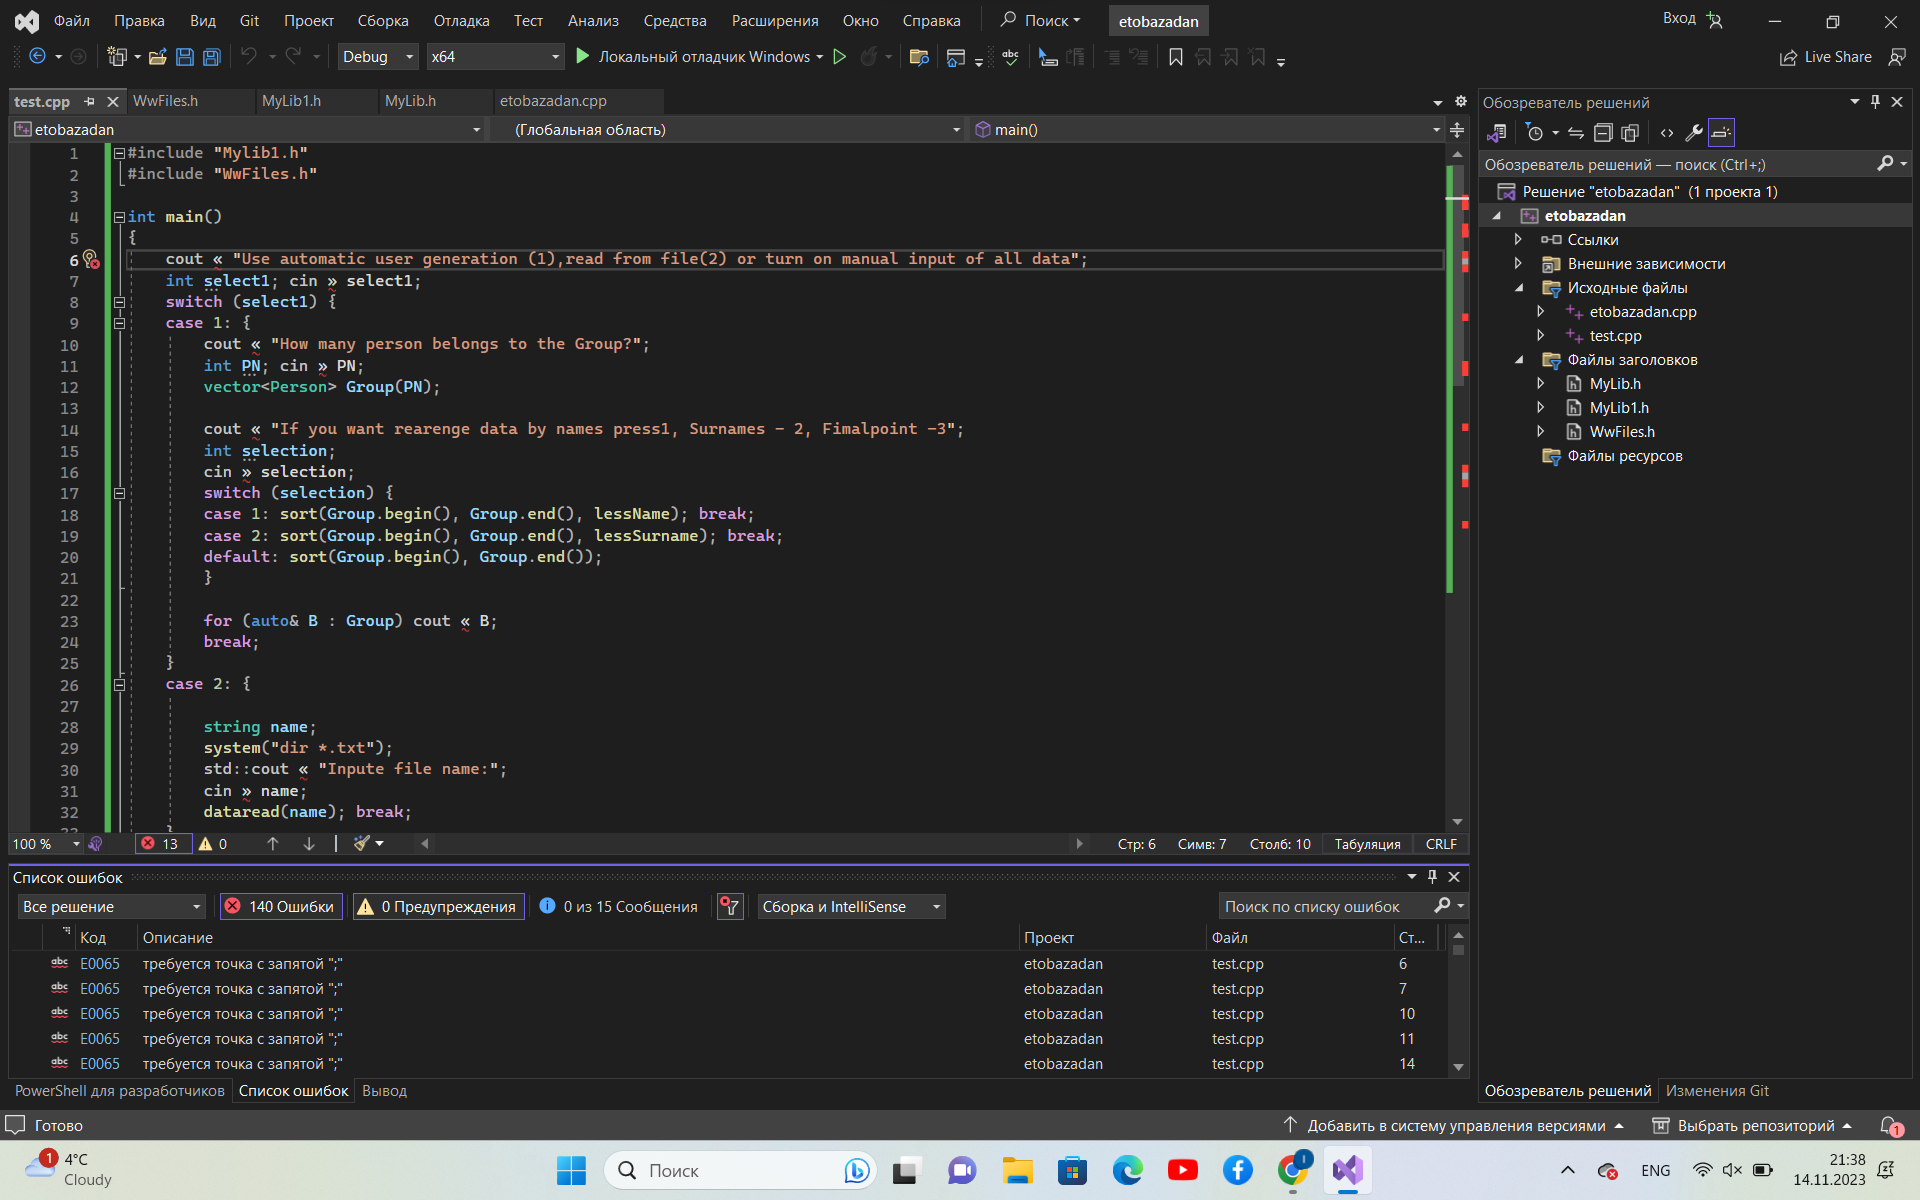 Файл Правка Вид Git Проект Сборка Отладка Тест Анализ Средства Расширения Окно Справка Поиск etobazadan Вход
Debug x64 Локальный отладчик Windows Live Share
test.cpp WwFiles.h MyLib1.h MyLib.h etobazadan.cpp
etobazadan (Глобальная область) main()
1 #include "Mylib1.h"
2 #include "WwFiles.h"
3
4 int main()
5 {
6 cout « "Use automatic user generation (1),read from file(2) or turn on manual input of all data";
7 int select1; cin » select1;
8 switch (select1) {
9 case 1: {
10 cout « "How many person belongs to the Group?";
11 int PN; cin » PN;
12 vector<Person> Group(PN);
13
14 cout « "If you want rearenge data by names press1, Surnames - 2, Fimalpoint -3";
15 int selection;
16 cin » selection;
17 switch (selection) {
18 case 1: sort(Group.begin(), Group.end(), lessName); break;
19 case 2: sort(Group.begin(), Group.end(), lessSurname); break;
20 default: sort(Group.begin(), Group.end());
21 }
22
23 for (auto& B : Group) cout « B;
24 break;
25 }
26 case 2: {
27
28 string name;
29 system("dir *.txt");
30 std::cout « "Inpute file name:";
31 cin » name;
32 dataread(name); break;
33 }
100 % 13 0 Стр: 6 Симв: 7 Столб: 10 Табуляция CRLF
Список ошибок
Все решение 140 Ошибки 0 Предупреждения 0 из 15 Сообщения Сборка и IntelliSense Поиск по списку ошибок
Код Описание Проект Файл Ст...
abc E0065 требуется точка с запятой ";" etobazadan test.cpp 6
abc E0065 требуется точка с запятой ";" etobazadan test.cpp 7
abc E0065 требуется точка с запятой ";" etobazadan test.cpp 10
abc E0065 требуется точка с запятой ";" etobazadan test.cpp 11
abc E0065 требуется точка с запятой ";" etobazadan test.cpp 14
PowerShell для разработчиков Список ошибок Вывод
Обозреватель решений
Обозреватель решений — поиск (Ctrl+;)
Решение "etobazadan" (1 проекта 1)
etobazadan
Ссылки
Внешние зависимости
Исходные файлы
etobazadan.cpp
test.cpp
Файлы заголовков
MyLib.h
MyLib1.h
WwFiles.h
Файлы ресурсов
Обозреватель решений Изменения Git
Готово Добавить в систему управления версиями Выбрать репозиторий 1
1 4°C
Cloudy
Поиск
ENG
21:38
14.11.2023